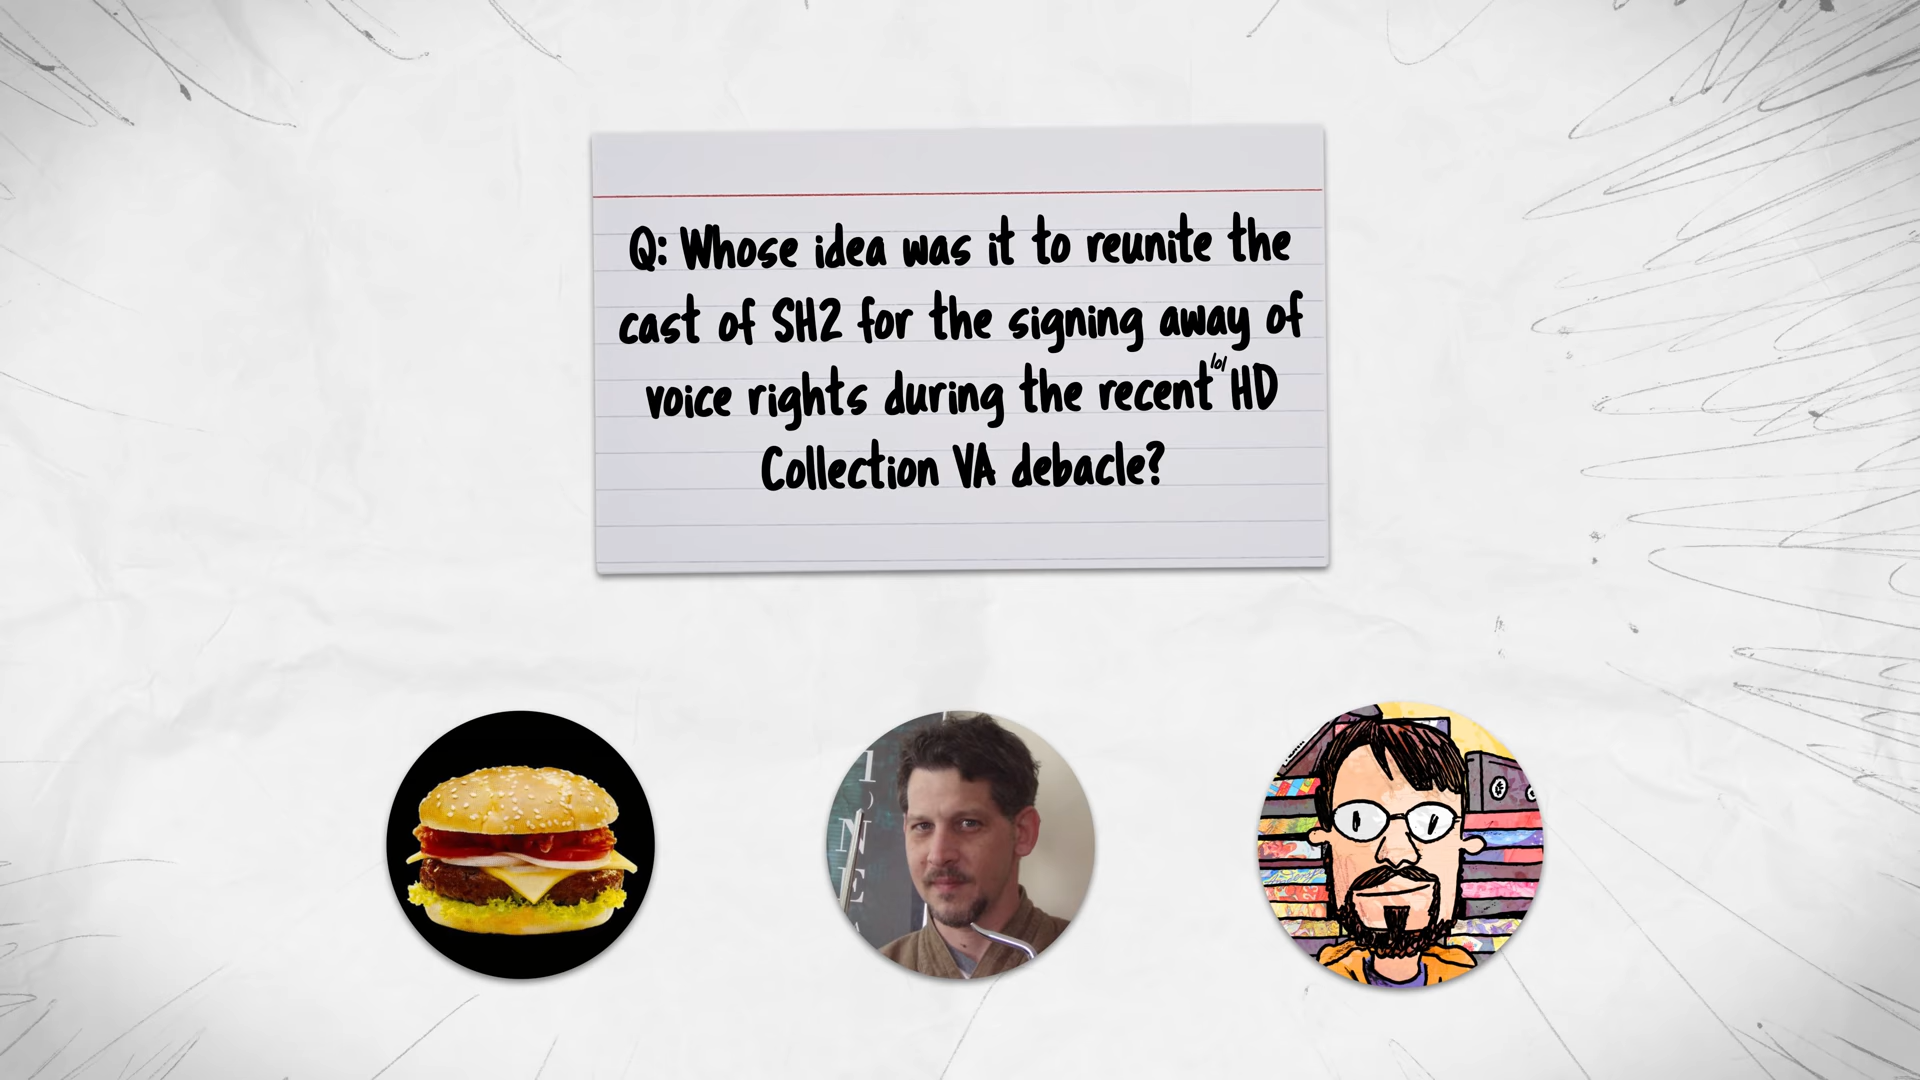 Q: Whose idea was it to reunite the
cast of SH2 for the signing away of
lol
voice rights during the recent HD
Collection VA debacle?
1
N
E
A